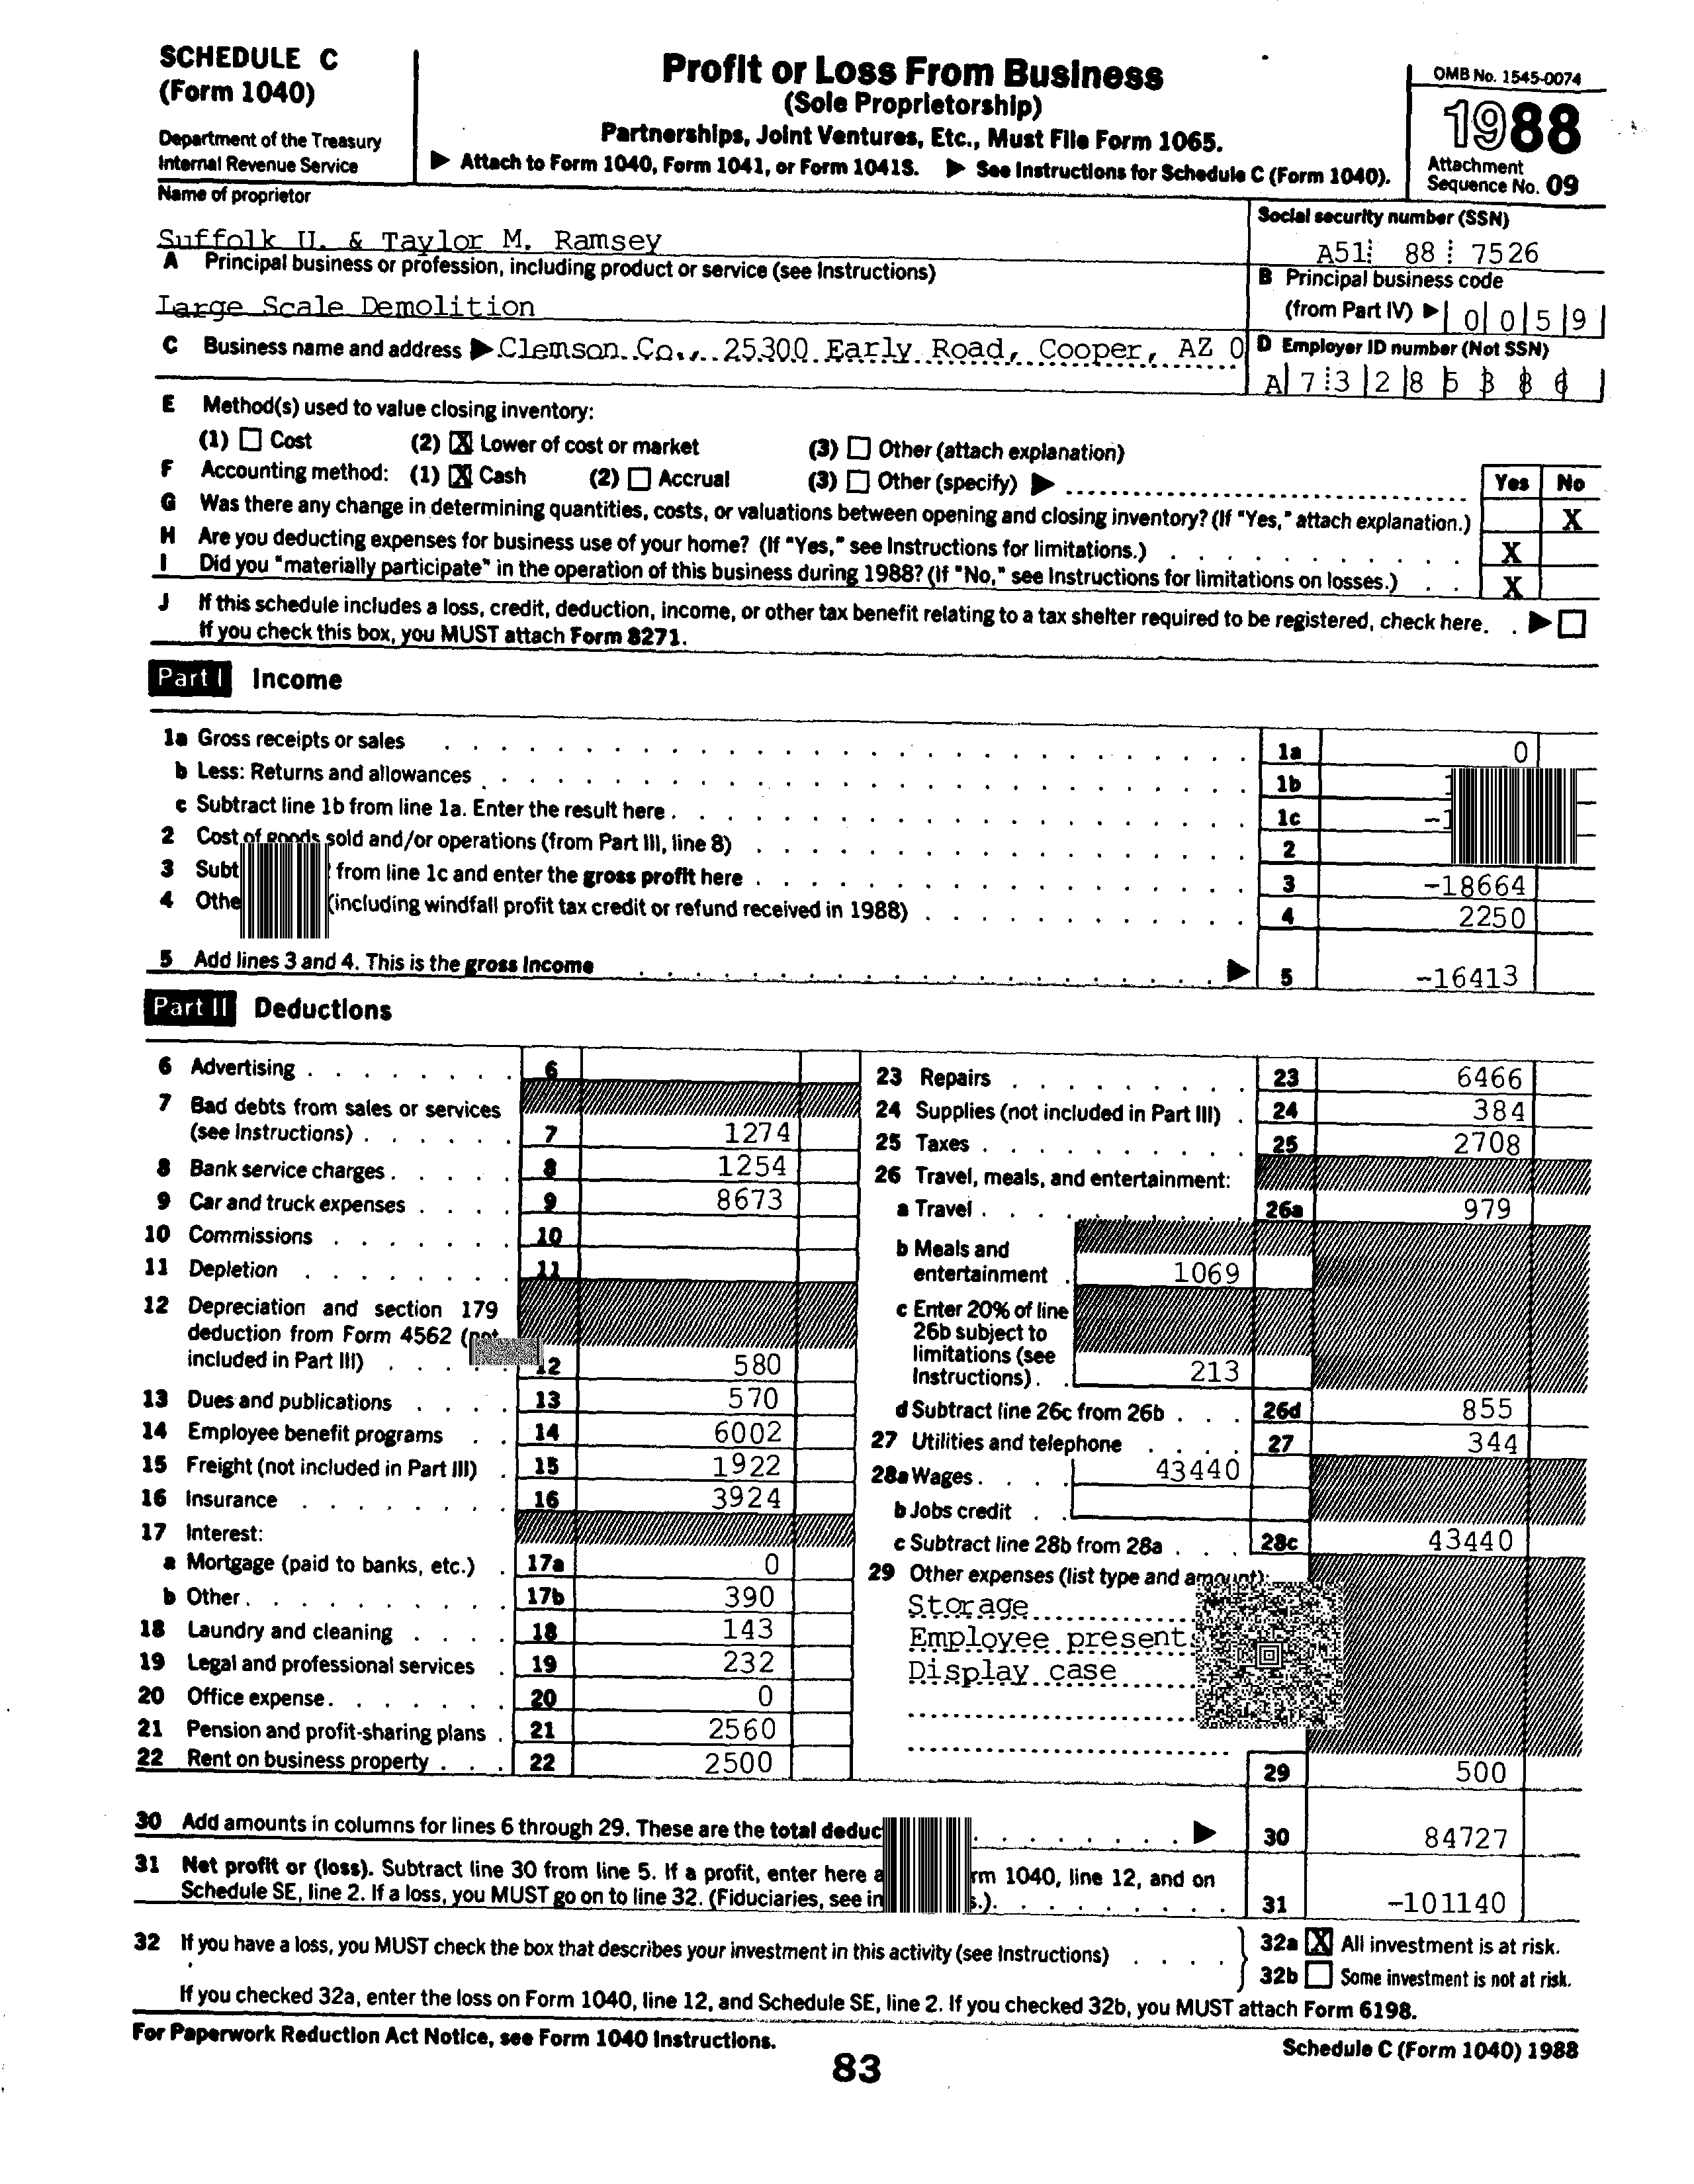 SCHEDULE C
(Form 1040)
Department of the Treasury
Internal Revenue Service
Profit or Loss From Business
(Sole Proprietorship)
Partnerships, Joint Ventures, Etc., Must File Form 1065.
▶ Attach to Form 1040, Form 1041, or Form 1041S. ▶ See Instructions for Schedule C (Form 1040).
OMB No. 1545-0074
1988
Attachment
Sequence No. 09
Name of proprietor
Suffolk U. & Taylor M. Ramsey
Social security number (SSN)
A51 88 7526
A Principal business or profession, including product or service (see Instructions)
Large Scale Demolition
B Principal business code
(from Part IV) ▶ 0 0 5 9
C Business name and address ▶ Clemson Co., 25300 Early Road, Cooper, AZ 0
D Employer ID number (Not SSN)
A 7 3 2 8 5 3 8 6
E Method(s) used to value closing inventory:
(1) Cost (2) X Lower of cost or market (3) Other (attach explanation)
F Accounting method: (1) X Cash (2) Accrual (3) Other (specify) ▶
Yes No
G Was there any change in determining quantities, costs, or valuations between opening and closing inventory? (If "Yes," attach explanation.) X
H Are you deducting expenses for business use of your home? (If "Yes," see Instructions for limitations.) X
I Did you "materially participate" in the operation of this business during 1988? (If "No," see Instructions for limitations on losses.) X
J If this schedule includes a loss, credit, deduction, income, or other tax benefit relating to a tax shelter required to be registered, check here. ▶
If you check this box, you MUST attach Form 8271.
Part I Income
1a Gross receipts or sales 1a 0
b Less: Returns and allowances 1b
c Subtract line 1b from line 1a. Enter the result here 1c
2 Cost of goods sold and/or operations (from Part III, line 8) 2
3 from line 1c and enter the gross profit here 3 -18664
4 (including windfall profit tax credit or refund received in 1988) 4 2250
5 Add lines 3 and 4. This is the gross income ▶ 5 -16413
Part II Deductions
6 Advertising 6
7 Bad debts from sales or services
(see Instructions) 7 1274
8 Bank service charges 8 1254
9 Car and truck expenses 9 8673
10 Commissions 10
11 Depletion 11
12 Depreciation and section 179
deduction from Form 4562 (not
included in Part III) 12 580
13 Dues and publications 13 570
14 Employee benefit programs 14 6002
15 Freight (not included in Part III) 15 1922
16 Insurance 16 3924
17 Interest:
a Mortgage (paid to banks, etc.) 17a 0
b Other 17b 390
18 Laundry and cleaning 18 143
19 Legal and professional services 19 232
20 Office expense 20 0
21 Pension and profit-sharing plans 21 2560
22 Rent on business property 22 2500
23 Repairs 23 6466
24 Supplies (not included in Part III) 24 384
25 Taxes 25 2708
26 Travel, meals, and entertainment:
a Travel 26a 979
b Meals and
entertainment 1069
c Enter 20% of line
26b subject to
limitations (see
Instructions) 213
d Subtract line 26c from 26b 26d 855
27 Utilities and telephone 27 344
28a Wages 43440
b Jobs credit
c Subtract line 28b from 28a 28c 43440
29 Other expenses (list type and amount):
Storage
Employee present
Display case
29 500
30 Add amounts in columns for lines 6 through 29. These are the total ▶ 30 84727
31 Net profit or (loss). Subtract line 30 from line 5. If a profit, enter here 1040, line 12, and on
Schedule SE, line 2. If a loss, you MUST go on to line 32. (Fiduciaries, see 31 -101140
32 If you have a loss, you MUST check the box that describes your investment in this activity (see Instructions)
32a X All investment is at risk.
32b Some investment is not at risk.
If you checked 32a, enter the loss on Form 1040, line 12, and Schedule SE, line 2. If you checked 32b, you MUST attach Form 6198.
For Paperwork Reduction Act Notice, see Form 1040 Instructions.
Schedule C (Form 1040) 1988
83